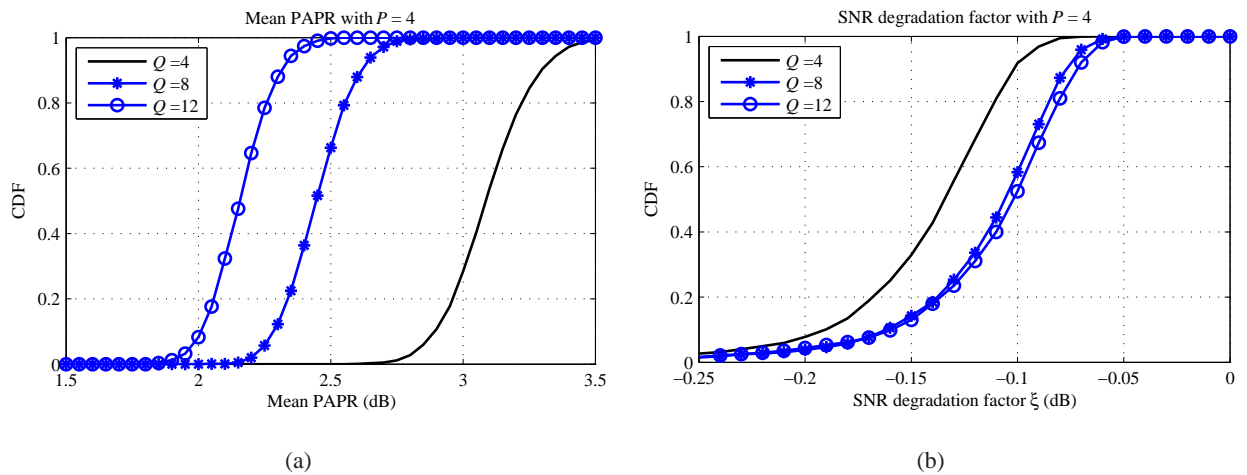 Mean PAPR with P = 4
Q =4
Q =8
Q =12
CDF
1
0.8
0.6
0.4
0.2
0
1.5
2
2.5
3
3.5
Mean PAPR (dB)
(a)
SNR degradation factor with P = 4
Q =4
Q =8
Q =12
CDF
1
0.8
0.6
0.4
0.2
0
−0.25
−0.2
−0.15
−0.1
−0.05
0
SNR degradation factor ξ (dB)
(b)